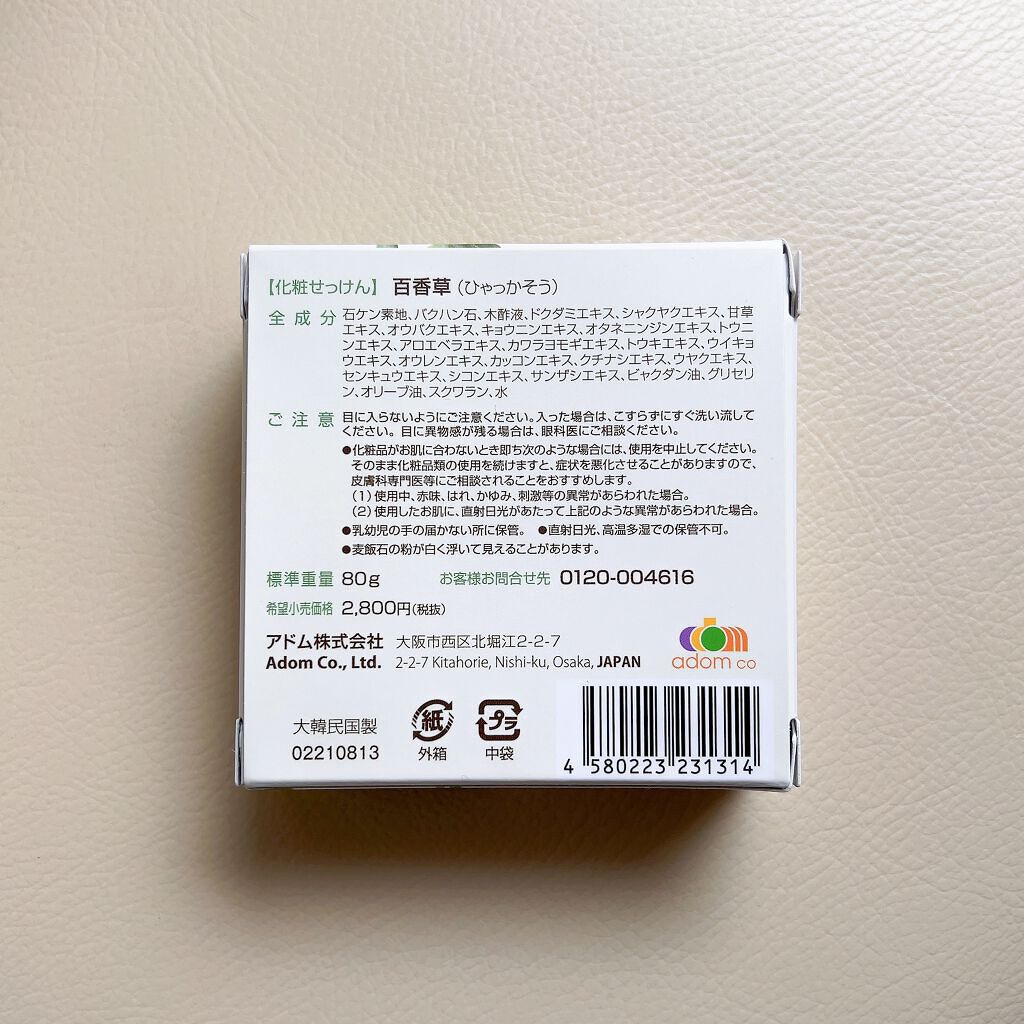 【化粧せっけん】 百香草(ひゃっかそう)
全成分 石ケン素地、バクハン石、木酢液、ドクダミエキス、シャクヤクエキス、甘草
エキス、オウバクエキス、キョウニンエキス、オタネニンジンエキス、トウニ
ンエキス、アロエベラエキス、カワラヨモギエキス、トウキエキス、ウイキョ
ウエキス、オウレンエキス、カッコンエキス、クチナシエキス、ウヤクエキス、
センキュウエキス、シコンエキス、サンザシエキス、ビャクダン油、グリセリ
ン、オリーブ油、スクワラン、水
ご注意 目に入らないようにご注意ください。入った場合は、こすらずにすぐ洗い流して
ください。目に異物感が残る場合は、眼科医にご相談ください。
●化粧品がお肌に合わないとき即ち次のような場合には、使用を中止してください。
そのまま化粧品類の使用を続けますと、症状を悪化させることがありますので、
皮膚科専門医等にご相談されることをおすすめします。
(1)使用中、赤味、はれ、かゆみ、刺激等の異常があらわれた場合。
(2)使用したお肌に、直射日光があたって上記のような異常があらわれた場合。
●乳幼児の手の届かない所に保管。 ●直射日光、高温多湿での保管不可。
●麦飯石の粉が白く浮いて見えることがあります。
標準重量 80g お客様お問合せ先 0120-004616
希望小売価格 2,800円(税抜)
アドム株式会社 大阪市西区北堀江2-2-7
Adom Co., Ltd. 2-2-7 Kitahorie, Nishi-ku, Osaka, JAPAN
adom co
大韓民国製
02210813
紙
外箱
プラ
中袋
4 580223 231314